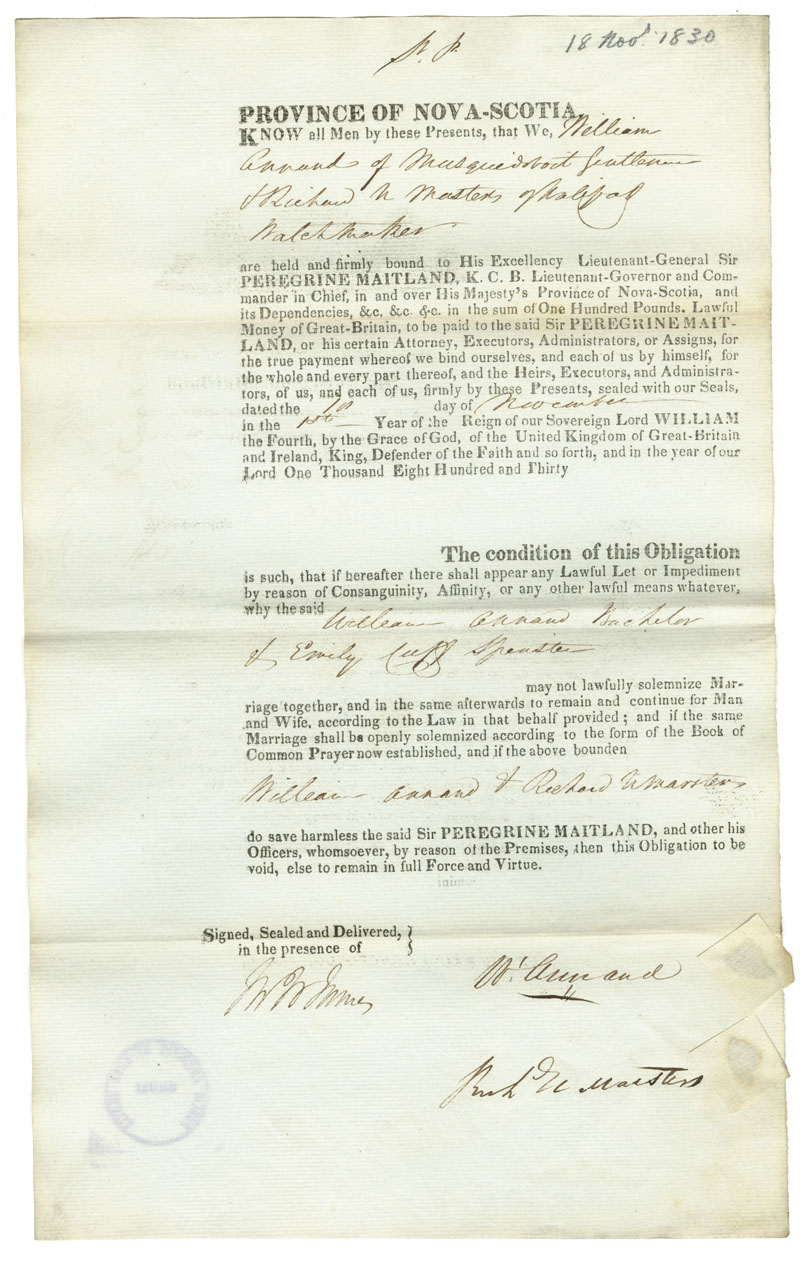 18 Nov. 1830
PROVINCE OF NOVA-SCOTIA,
KNOW all Men by these Presents, that We, William
Annand of Musquidoboit Gentleman
& Richard U Marsters of Halifax
Watchmaker
are held and firmly bound to His Excellency Lieutenant-General Sir
PEREGRINE MAITLAND, K. C. B. Lieutenant-Governor and Com-
mander in Chief, in and over His Majesty's Province of Nova-Scotia, and
its Dependencies, &c. &c. &c. in the sum of One Hundred Pounds, Lawful
Money of Great-Britain, to be paid to the said Sir PEREGRINE MAIT-
LAND, or his certain Attorney, Executors, Administrators, or Assigns, for
the true payment whereof we bind ourselves, and each of us by himself, for
the whole and every part thereof, and the Heirs, Executors, and Administra-
tors, of us, and each of us, firmly by these Presents, sealed with our Seals,
dated the 18 day of November
in the 1st Year of the Reign of our Sovereign Lord WILLIAM
the Fourth, by the Grace of God, of the United Kingdom of Great-Britain
and Ireland, King, Defender of the Faith and so forth, and in the year of our
Lord One Thousand Eight Hundred and Thirty
The condition of this Obligation
is such, that if hereafter there shall appear any Lawful Let or Impediment
by reason of Consanguinity, Affinity, or any other lawful means whatever,
why the said William Annand Bachelor
& Emily Cuff Spinster
may not lawfully solemnize Mar-
riage together, and in the same afterwards to remain and continue for Man
and Wife, according to the Law in that behalf provided; and if the same
Marriage shall be openly solemnized according to the form of the Book of
Common Prayer now established, and if the above bounden
William Annand & Richard U Marsters
do save harmless the said Sir PEREGRINE MAITLAND, and other his
Officers, whomsoever, by reason of the Premises, then this Obligation to be
void, else to remain in full Force and Virtue.
Signed, Sealed and Delivered, }
in the presence of }
Wm Annand
Richd U Marsters